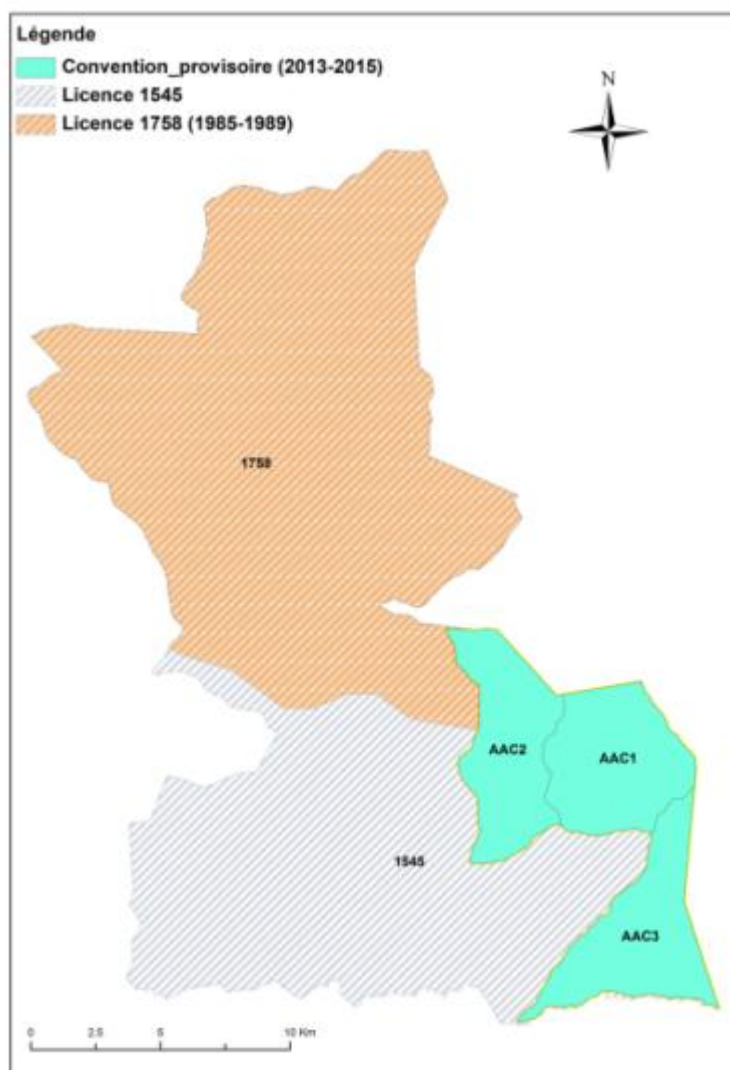 Légende
Convention_provisoire (2013-2015)
Licence 1545
Licence 1758 (1985-1989)
N
1758
AAC2
AAC1
1545
AAC3
0 2.5 5 10 Km